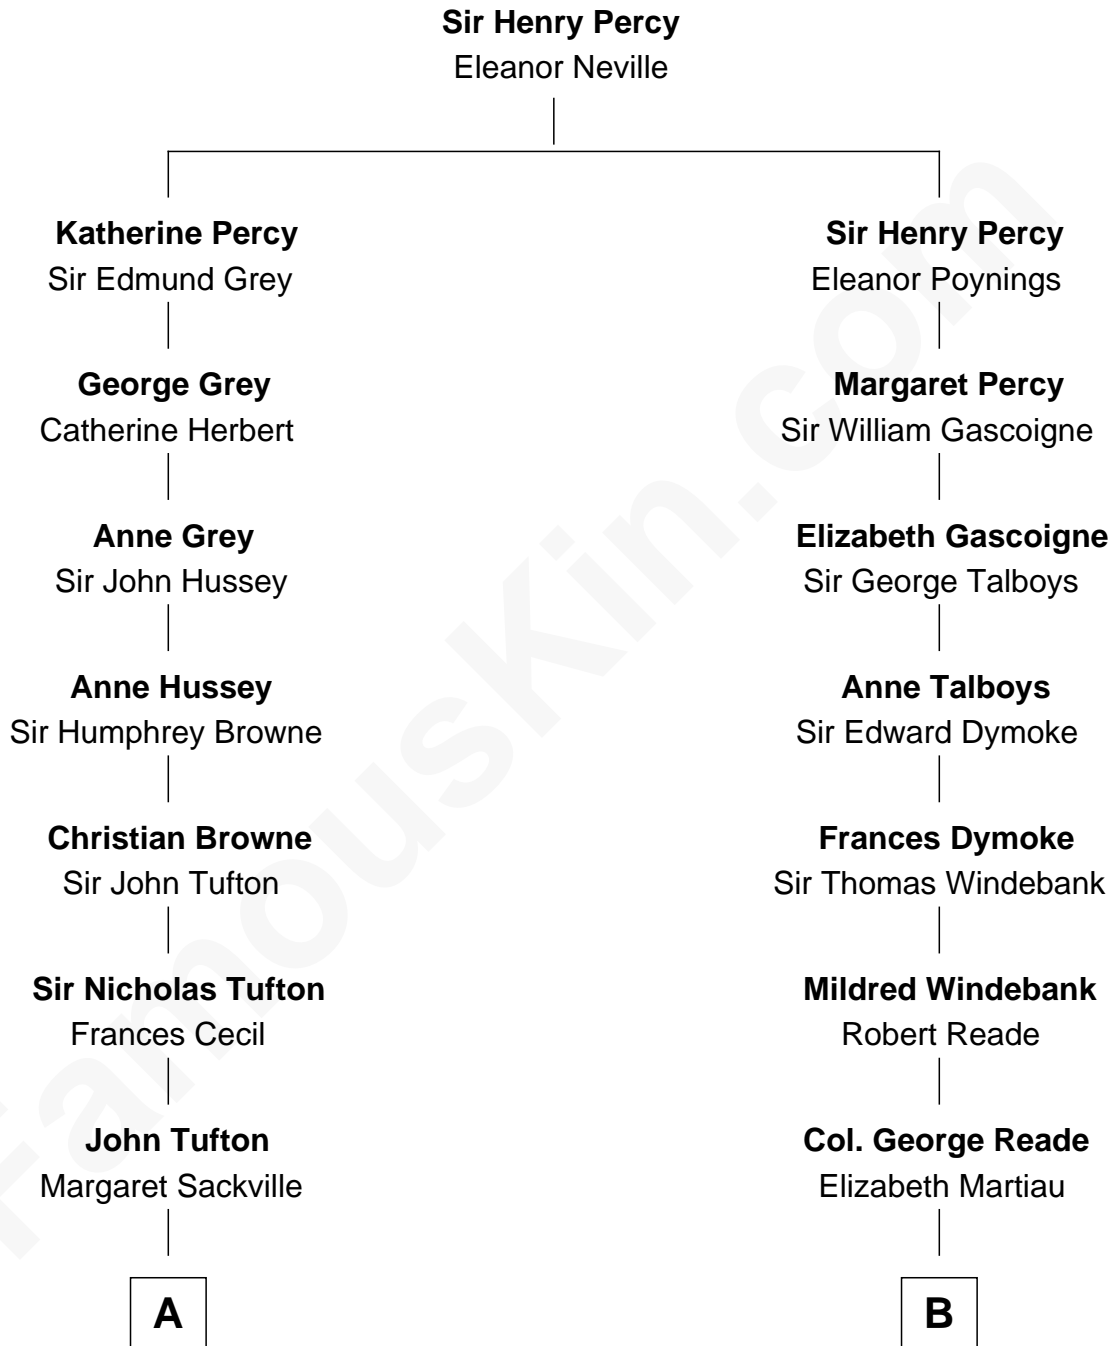 Sir Henry Percy
Eleanor Neville
Katherine Percy
Sir Edmund Grey
George Grey
Catherine Herbert
Anne Grey
Sir John Hussey
Anne Hussey
Sir Humphrey Browne
Christian Browne
Sir John Tufton
Sir Nicholas Tufton
Frances Cecil
John Tufton
Margaret Sackville
A
Sir Henry Percy
Eleanor Poynings
Margaret Percy
Sir William Gascoigne
Elizabeth Gascoigne
Sir George Talboys
Anne Talboys
Sir Edward Dymoke
Frances Dymoke
Sir Thomas Windebank
Mildred Windebank
Robert Reade
Col. George Reade
Elizabeth Martiau
B
FamousKin.com